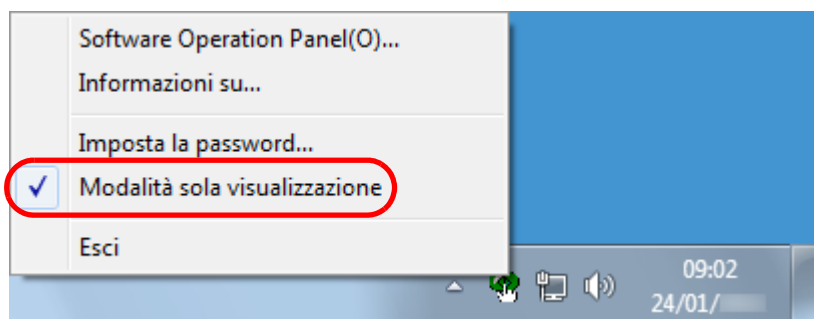 Software Operation Panel(O)...
Informazioni su...
Imposta la password...
Modalità sola visualizzazione
Esci
09:02
24/01/